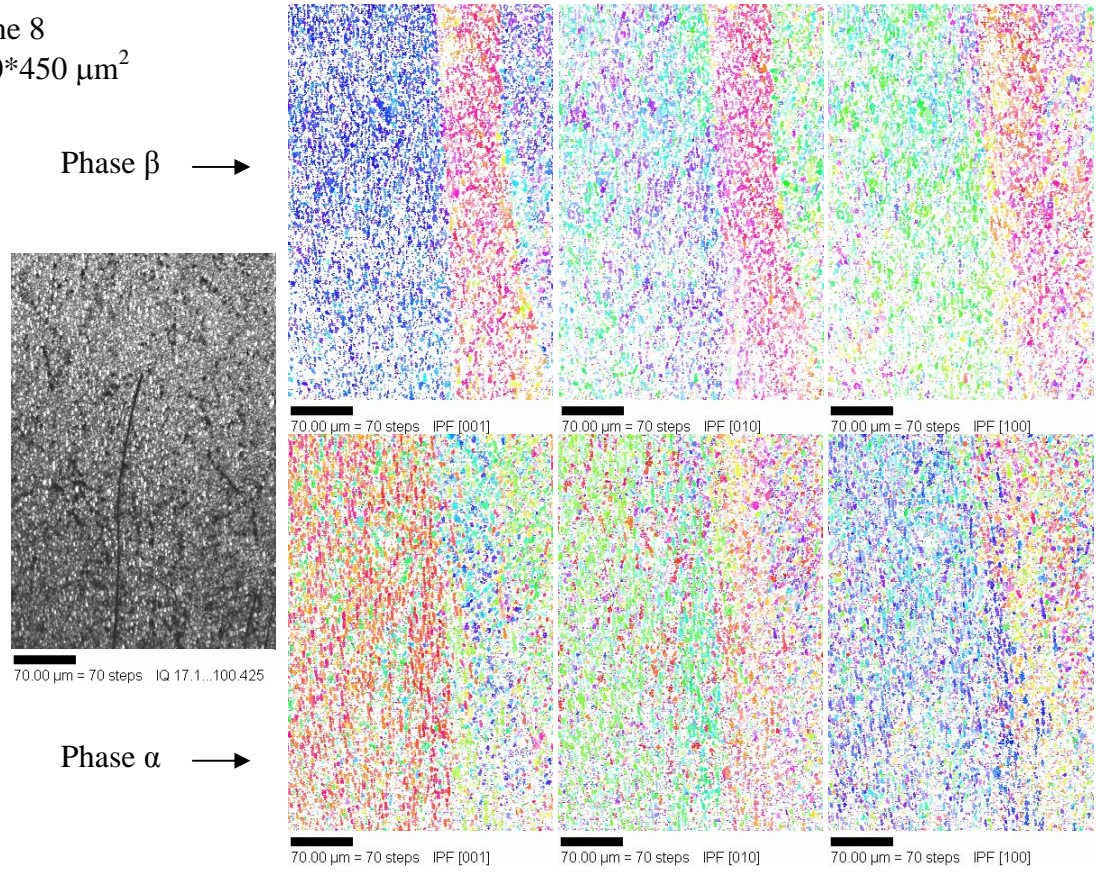 ne 8
0*450 μm²
Phase β
70.00 μm = 70 steps IPF [001]
70.00 μm = 70 steps IPF [010]
70.00 μm = 70 steps IPF [100]
70.00 μm = 70 steps IQ 17.1...100.425
Phase α
70.00 μm = 70 steps IPF [001]
70.00 μm = 70 steps IPF [010]
70.00 μm = 70 steps IPF [100]